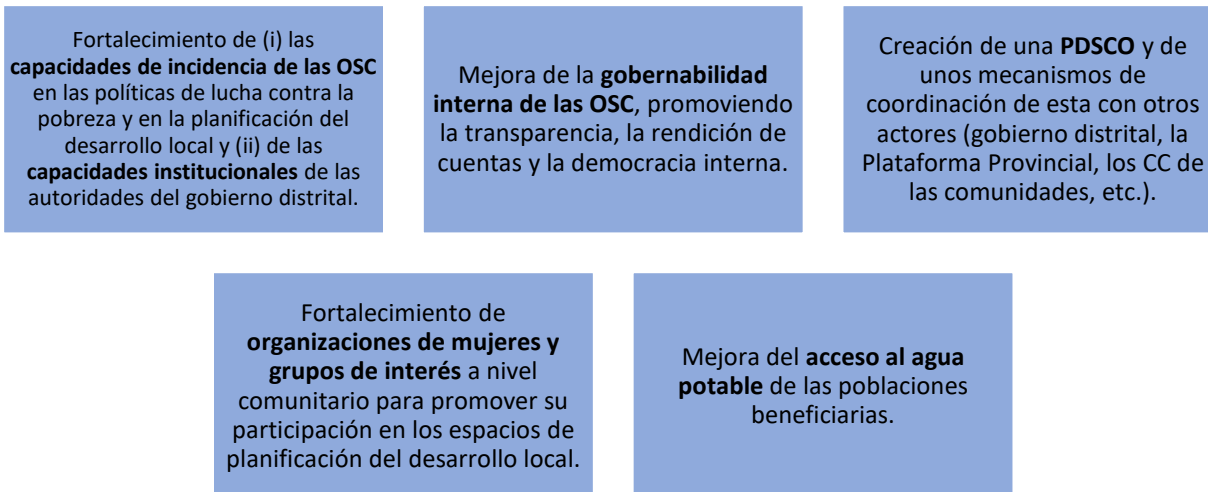 Fortalecimiento de (i) las
capacidades de incidencia de las OSC
en las políticas de lucha contra la
pobreza y en la planificación del
desarrollo local y (ii) de las
capacidades institucionales de las
autoridades del gobierno distrital.
Mejora de la gobernabilidad
interna de las OSC, promoviendo
la transparencia, la rendición de
cuentas y la democracia interna.
Creación de una PDSCO y de
unos mecanismos de
coordinación de esta con otros
actores (gobierno distrital, la
Plataforma Provincial, los CC de
las comunidades, etc.).
Fortalecimiento de
organizaciones de mujeres y
grupos de interés a nivel
comunitario para promover su
participación en los espacios de
planificación del desarrollo local.
Mejora del acceso al agua
potable de las poblaciones
beneficiarias.